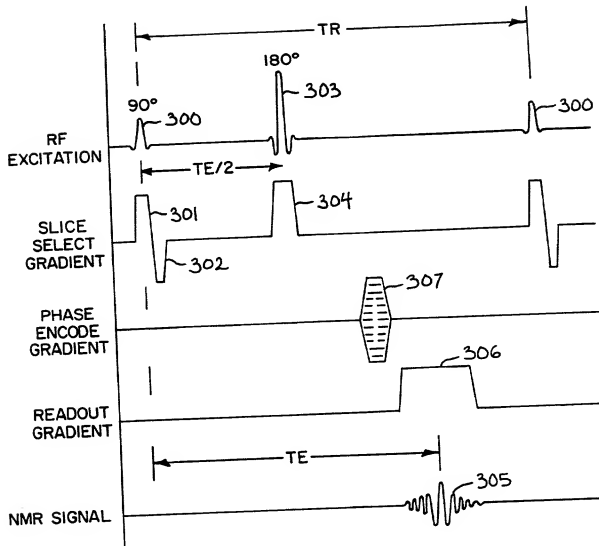 TR
180°
303
90°
300
300
RF
EXCITATION
TE/2
301
304
SLICE
SELECT
GRADIENT
302
307
PHASE
ENCODE
GRADIENT
306
READOUT
GRADIENT
TE
305
NMR SIGNAL